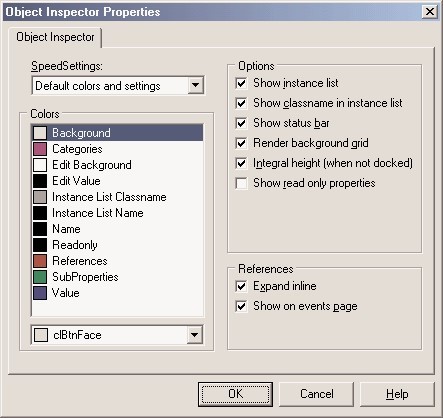 Object Inspector Properties
Object Inspector
SpeedSettings:
Default colors and settings
Colors
Background
Categories
Edit Background
Edit Value
Instance List Classname
Instance List Name
Name
Readonly
References
SubProperties
Value
clBtnFace
Options
Show instance list
Show classname in instance list
Show status bar
Render background grid
Integral height (when not docked)
Show read only properties
References
Expand inline
Show on events page
OK
Cancel
Help